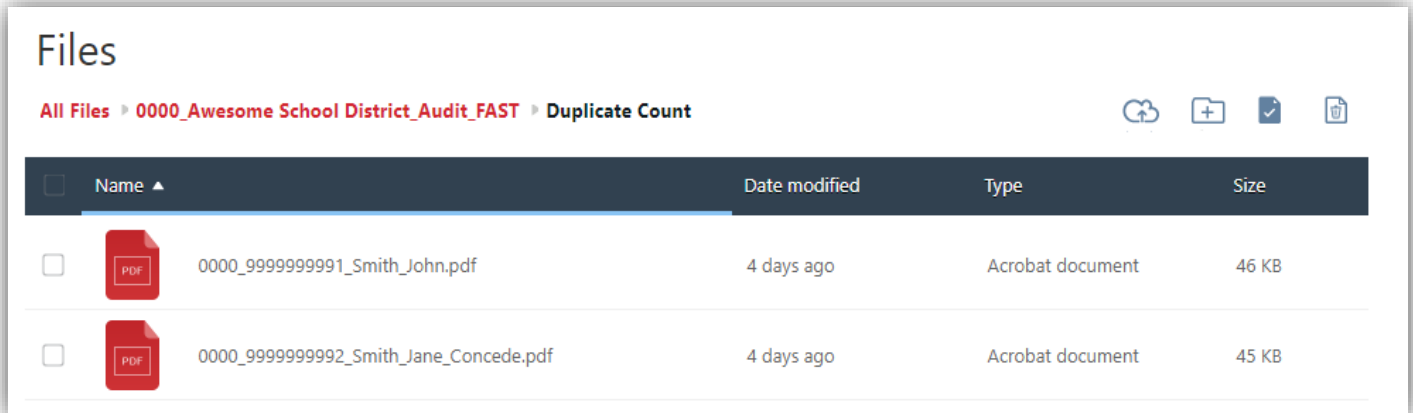 Files
All Files ▸ 0000_Awesome School District_Audit_FAST ▸ Duplicate Count
Name ▲ Date modified Type Size
PDF 0000_9999999991_Smith_John.pdf 4 days ago Acrobat document 46 KB
PDF 0000_9999999992_Smith_Jane_Concede.pdf 4 days ago Acrobat document 45 KB